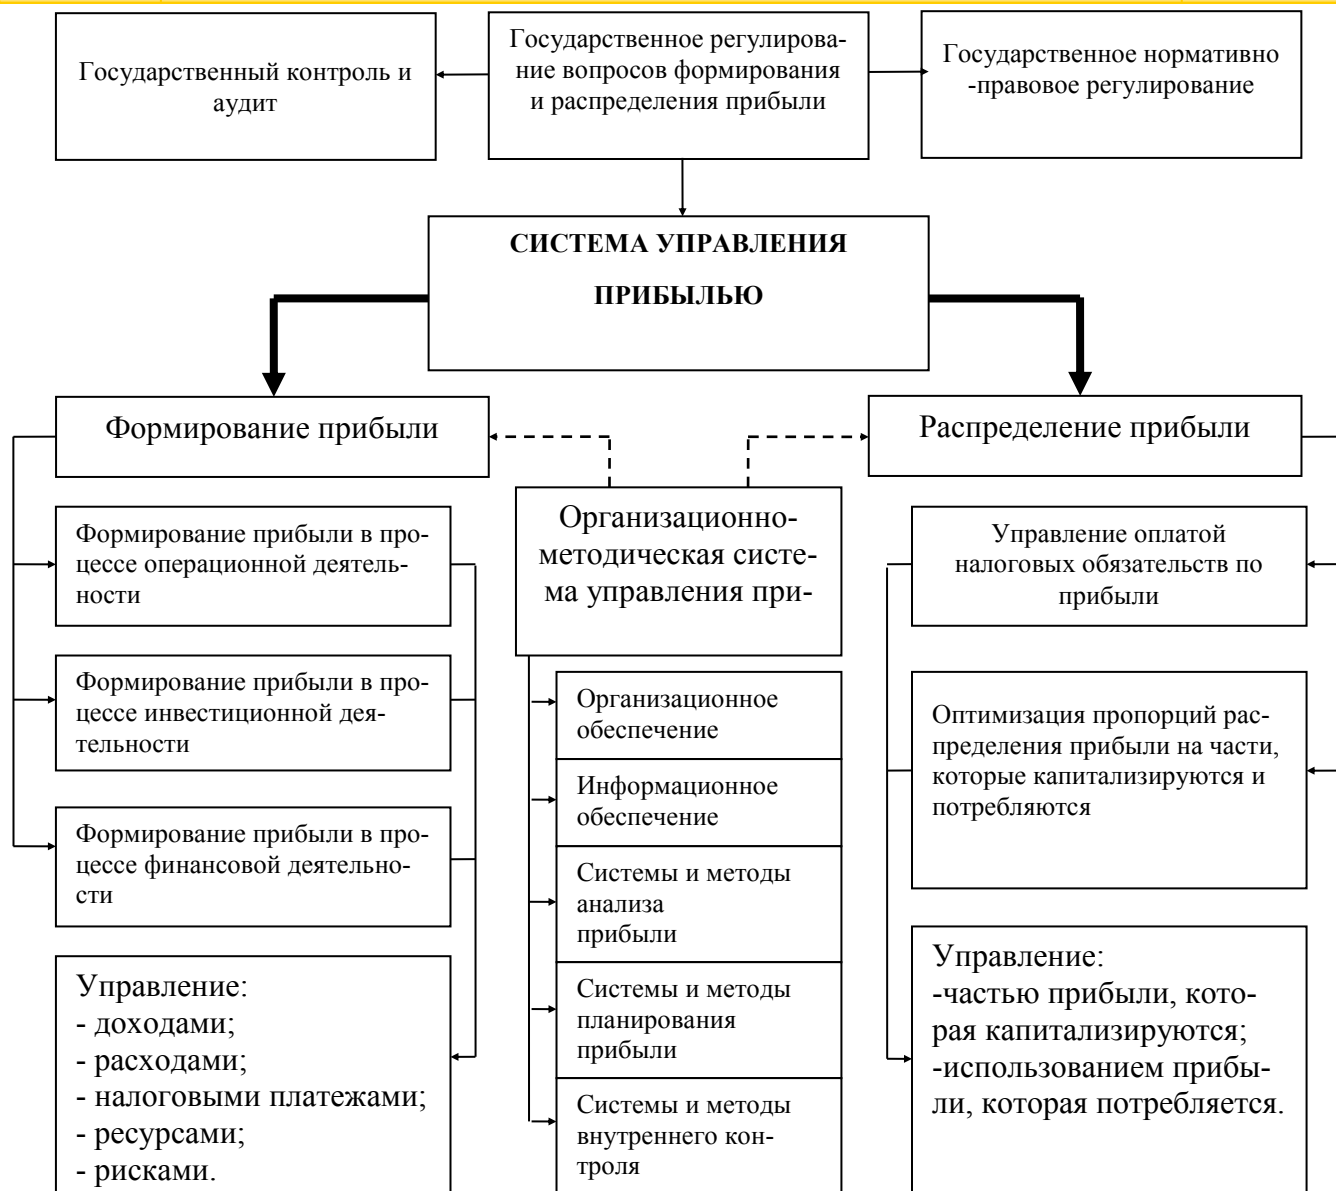 Государственный контроль и
аудит
Государственное регулирова-
ние вопросов формирования
и распределения прибыли
Государственное нормативно
-правовое регулирование
СИСТЕМА УПРАВЛЕНИЯ
ПРИБЫЛЬЮ
Формирование прибыли
Распределение прибыли
Формирование прибыли в про-
цессе операционной деятель-
ности
Формирование прибыли в про-
цессе инвестиционной дея-
тельности
Формирование прибыли в про-
цессе финансовой деятельно-
сти
Управление:
- доходами;
- расходами;
- налоговыми платежами;
- ресурсами;
- рисками.
Организационно-
методическая систе-
ма управления при-
Организационное
обеспечение
Информационное
обеспечение
Системы и методы
анализа
прибыли
Системы и методы
планирования
прибыли
Системы и методы
внутреннего кон-
троля
Управление оплатой
налоговых обязательств по
прибыли
Оптимизация пропорций рас-
пределения прибыли на части,
которые капитализируются и
потребляются
Управление:
-частью прибыли, кото-
рая капитализируются;
-использованием прибы-
ли, которая потребляется.